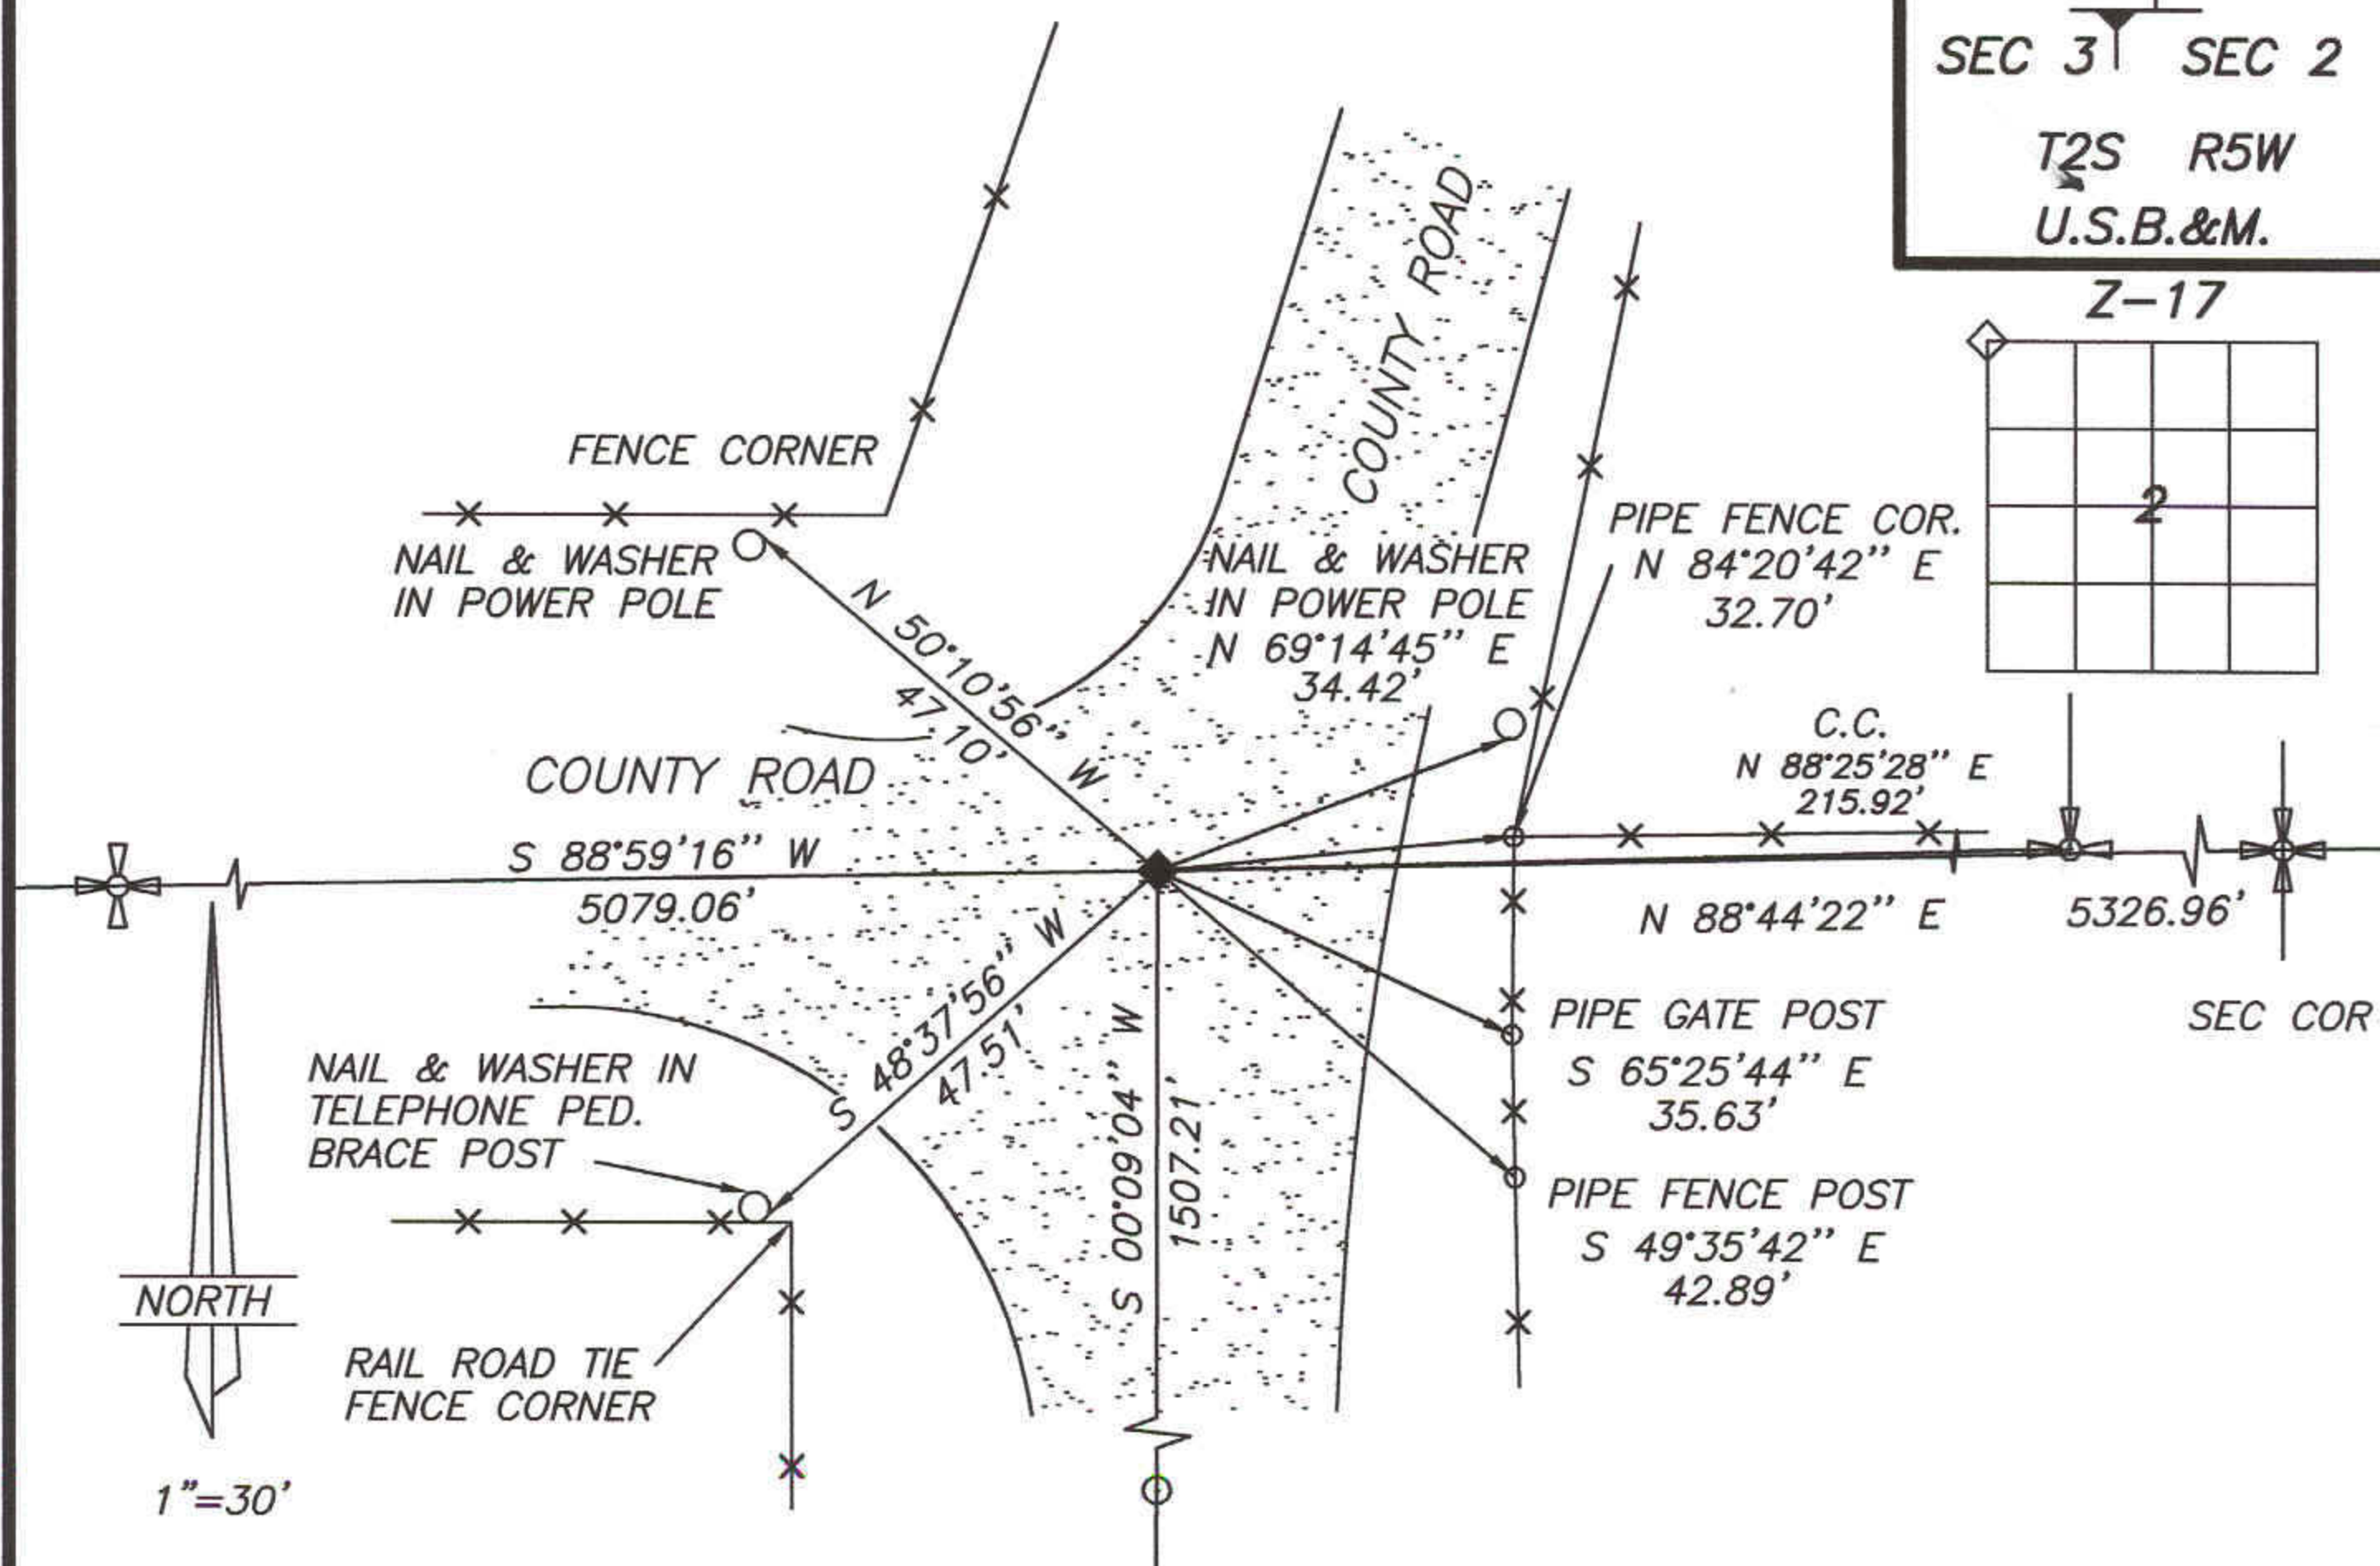 SEC 3 SEC 2
T2S R5W
U.S.B.&M.
Z-17
2
COUNTY ROAD
FENCE CORNER
NAIL & WASHER
IN POWER POLE
N 50°10'56" W
47.10'
NAIL & WASHER
IN POWER POLE
N 69°14'45" E
34.42'
PIPE FENCE COR.
N 84°20'42" E
32.70'
C.C.
N 88°25'28" E
215.92'
COUNTY ROAD
S 88°59'16" W
5079.06'
N 88°44'22" E 5326.96'
SEC COR
PIPE GATE POST
S 65°25'44" E
35.63'
PIPE FENCE POST
S 49°35'42" E
42.89'
S 48°37'56" W
47.51'
S 00°09'04" W
1507.21'
NAIL & WASHER IN
TELEPHONE PED.
BRACE POST
RAIL ROAD TIE
FENCE CORNER
NORTH
1"=30'